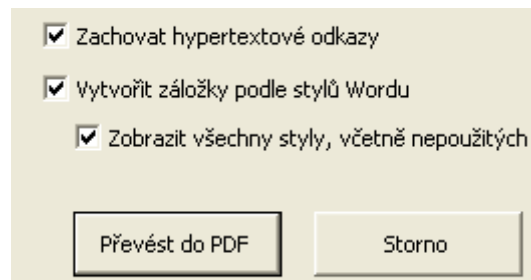 Zachovat hypertextové odkazy
Vytvořit záložky podle stylů Wordu
Zobrazit všechny styly, včetně nepoužitých
Převést do PDF
Storno